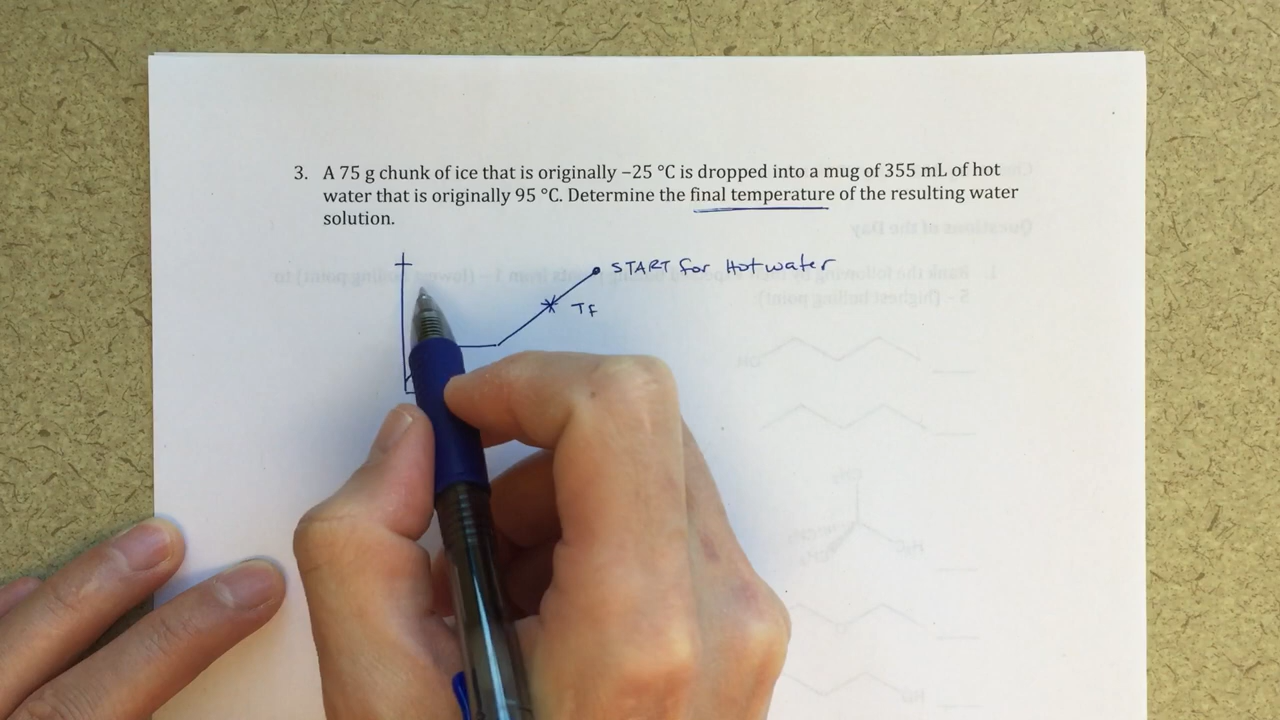 3. A 75 g chunk of ice that is originally −25 °C is dropped into a mug of 355 mL of hot
water that is originally 95 °C. Determine the final temperature of the resulting water
solution.
START for Hot water
TF